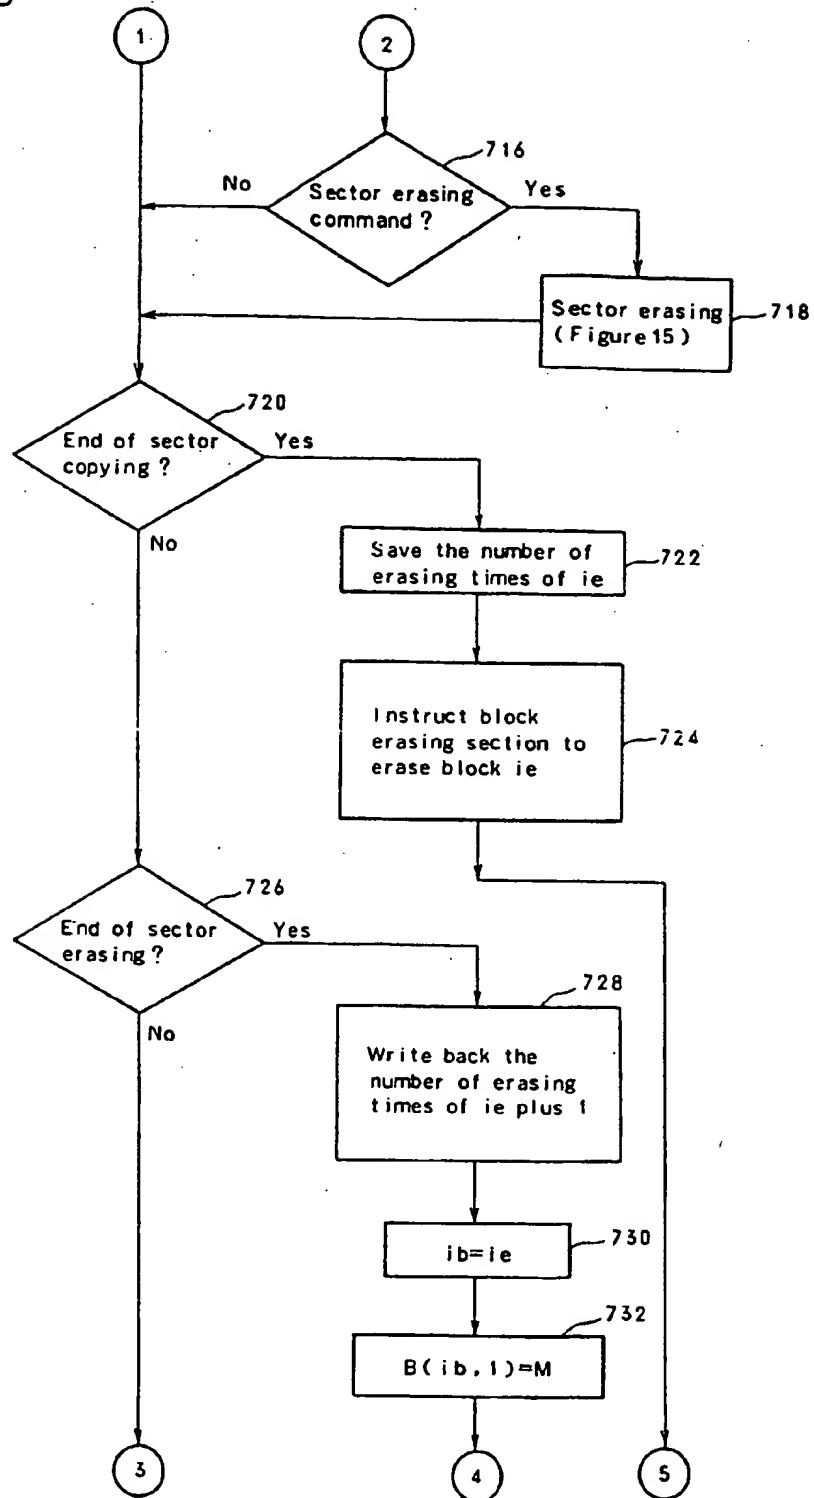 1
2
716
No
Sector erasing
command?
Yes
Sector erasing
(Figure 15)
718
720
End of sector
copying?
Yes
No
Save the number of
erasing times of ie
722
Instruct block
erasing section to
erase block ie
724
726
End of sector
erasing?
Yes
No
728
Write back the
number of erasing
times of ie plus 1
ib=ie
730
732
B(ib,1)=M
3
4
5